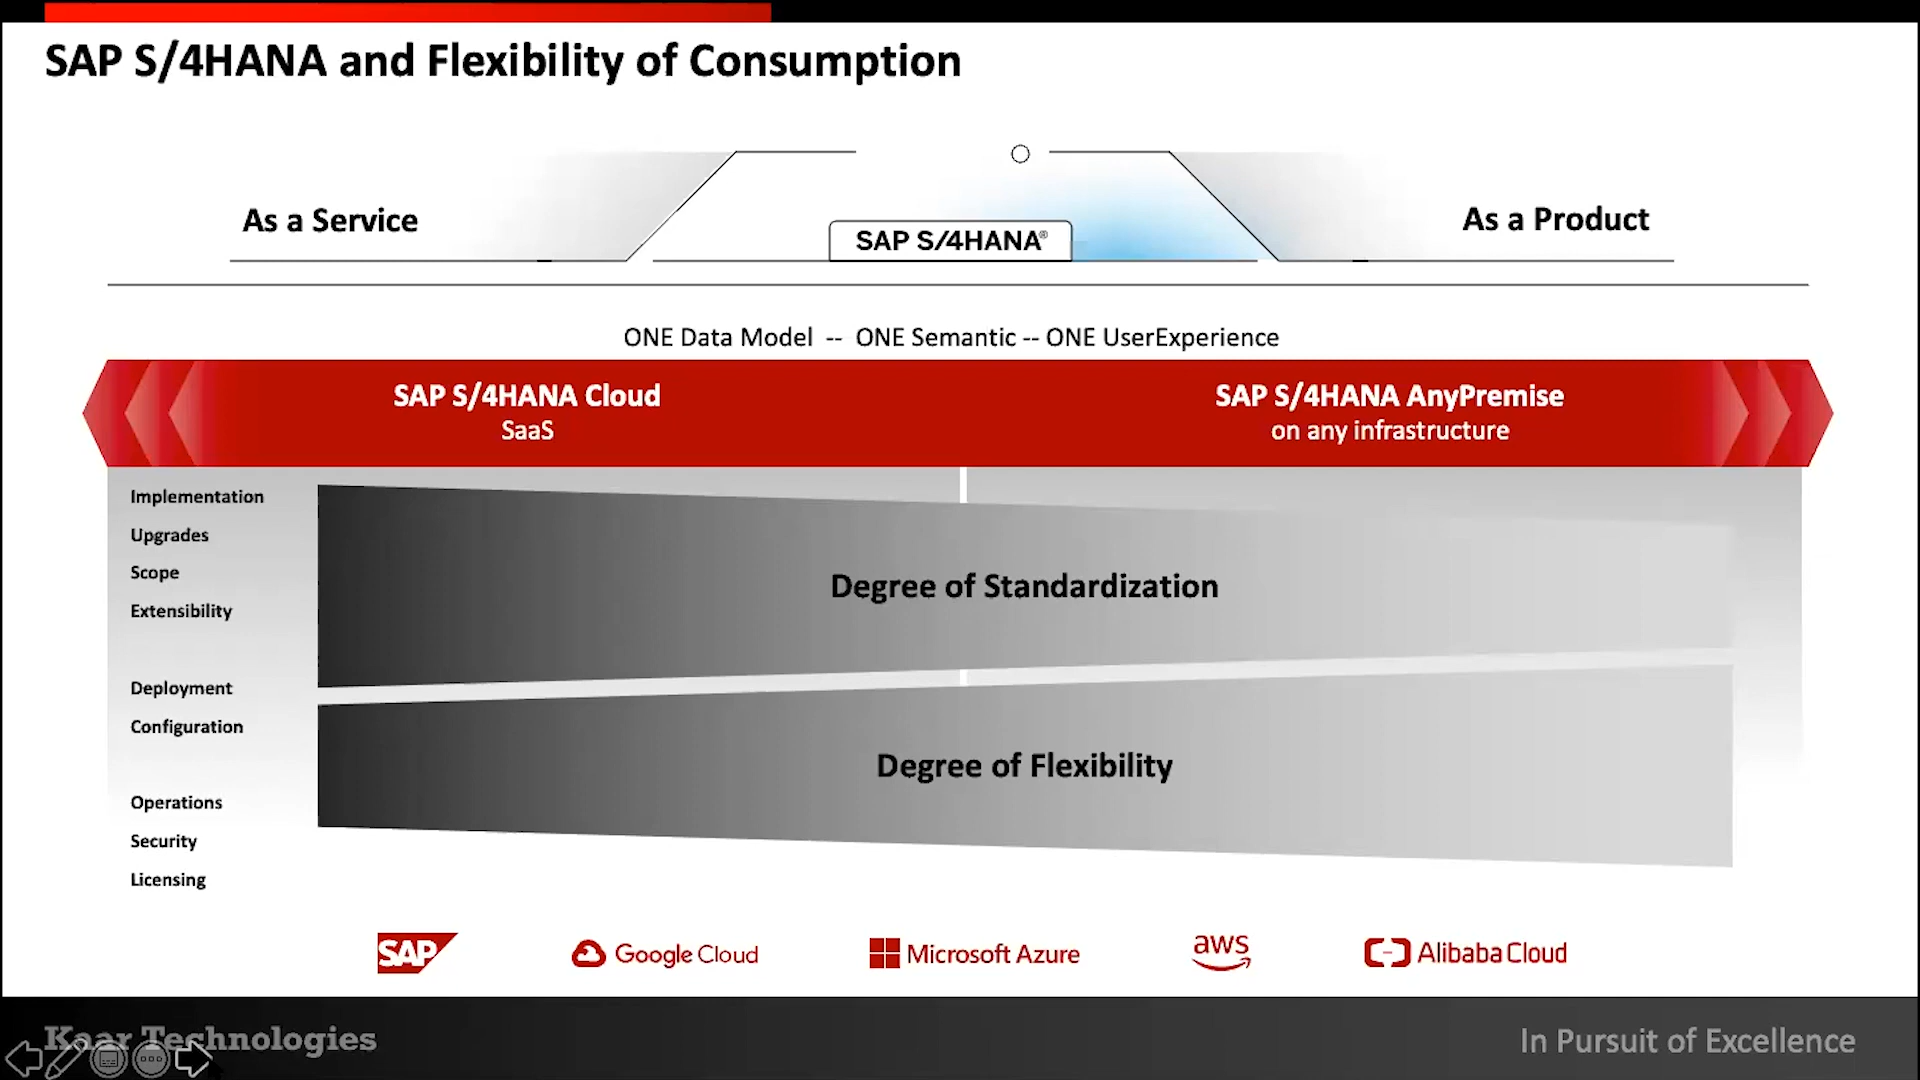 SAP S/4HANA and Flexibility of Consumption
As a Service
SAP S/4HANA®
As a Product
ONE Data Model -- ONE Semantic -- ONE UserExperience
SAP S/4HANA Cloud
SaaS
SAP S/4HANA AnyPremise
on any infrastructure
Implementation
Upgrades
Scope
Extensibility
Deployment
Configuration
Operations
Security
Licensing
Degree of Standardization
Degree of Flexibility
SAP
Google Cloud
Microsoft Azure
aws
Alibaba Cloud
Kaar Technologies
In Pursuit of Excellence